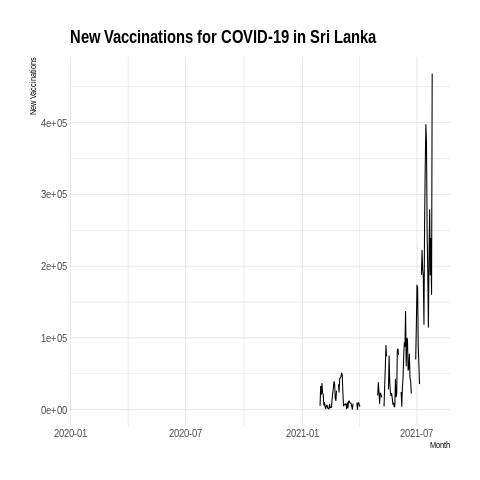 New Vaccinations for COVID-19 in Sri Lanka
New Vaccinations
4e+05
3e+05
2e+05
1e+05
0e+00
2020-01
2020-07
2021-01
2021-07
Month